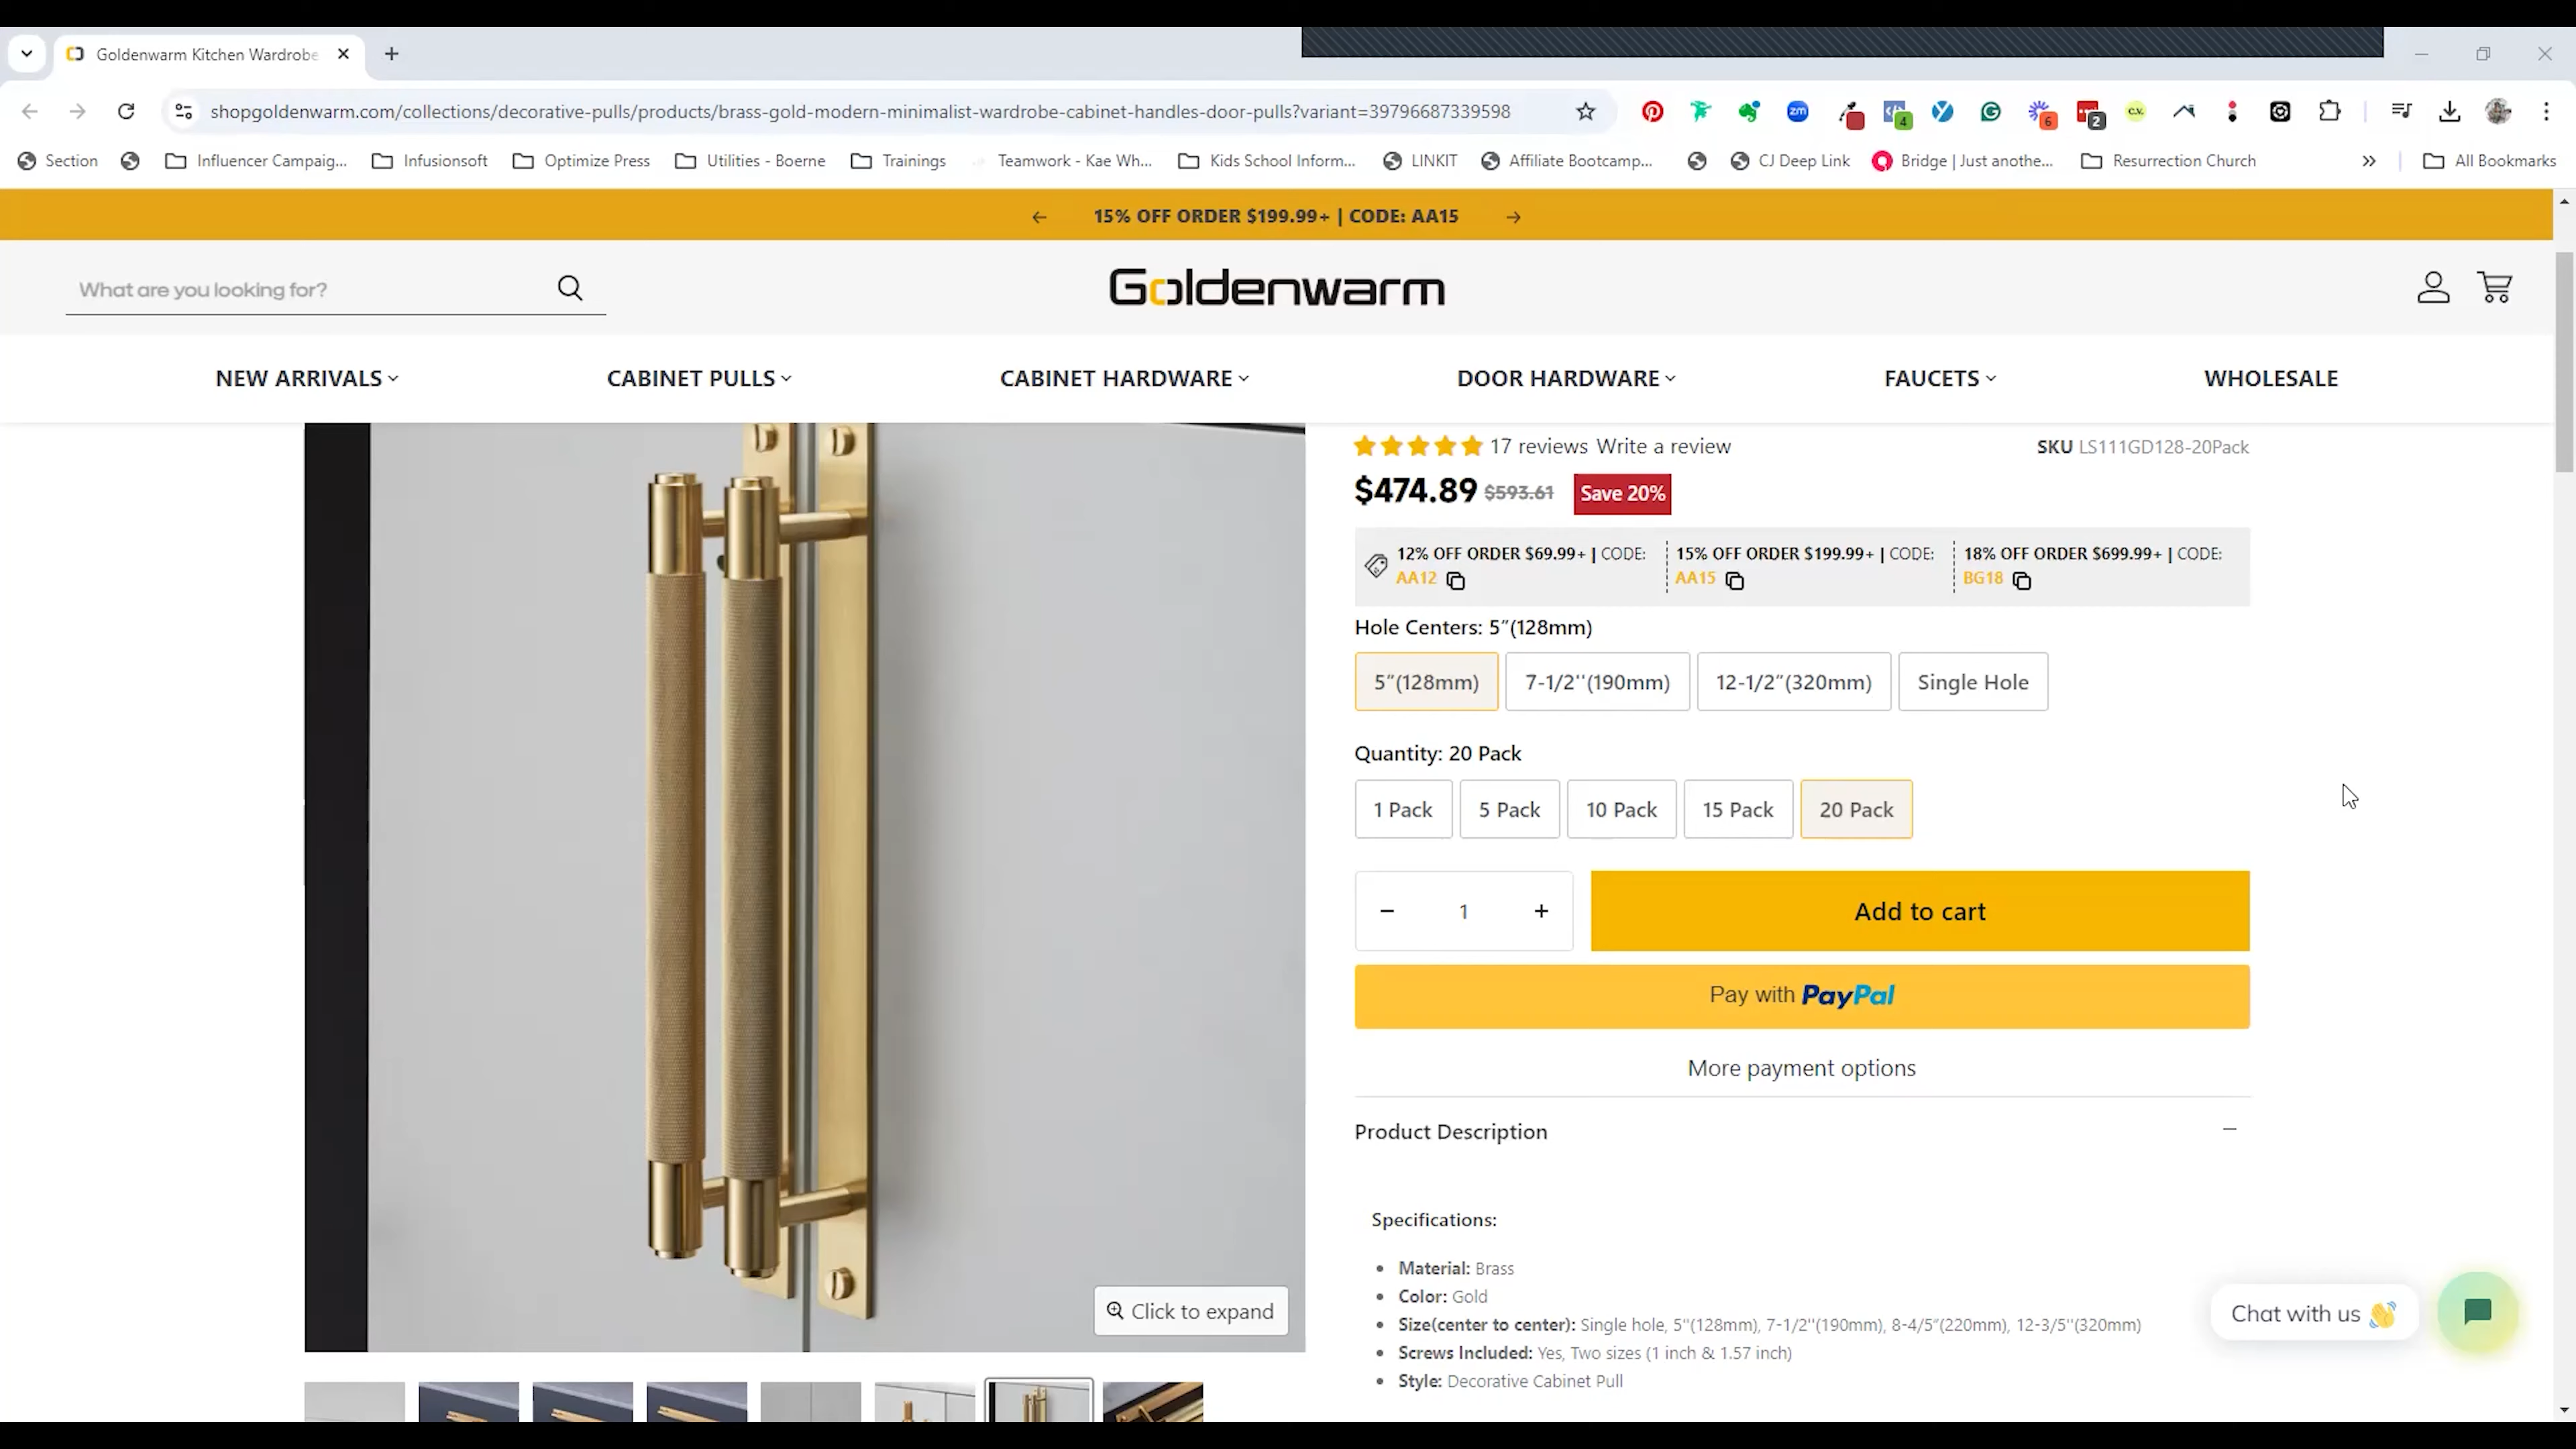 Goldenwarm Kitchen Wardrobe
shopgoldenwarm.com/collections/decorative-pulls/products/brass-gold-modern-minimalist-wardrobe-cabinet-handles-door-pulls?variant=39796687339598
zm
4
6
2
c.v.
Section
Influencer Campaig...
Infusionsoft
Optimize Press
Utilities - Boerne
Trainings
Teamwork - Kae Wh...
Kids School Inform...
LINKIT
Affiliate Bootcamp...
CJ Deep Link
Bridge | Just anothe...
Resurrection Church
All Bookmarks
15% OFF ORDER $199.99+ | CODE: AA15
What are you looking for?
Goldenwarm
NEW ARRIVALS
CABINET PULLS
CABINET HARDWARE
DOOR HARDWARE
FAUCETS
WHOLESALE
17 reviews Write a review
SKU LS111GD128-20Pack
$474.89 $593.61 Save 20%
12% OFF ORDER $69.99+ | CODE:
AA12
15% OFF ORDER $199.99+ | CODE:
AA15
18% OFF ORDER $699.99+ | CODE:
BG18
Hole Centers: 5″(128mm)
5″(128mm)
7-1/2''(190mm)
12-1/2″(320mm)
Single Hole
Quantity: 20 Pack
1 Pack
5 Pack
10 Pack
15 Pack
20 Pack
− 1 +
Add to cart
Pay with PayPal
More payment options
Product Description
Specifications:
Material: Brass
Color: Gold
Size(center to center): Single hole, 5''(128mm), 7-1/2''(190mm), 8-4/5″(220mm), 12-3/5''(320mm)
Screws Included: Yes, Two sizes (1 inch & 1.57 inch)
Style: Decorative Cabinet Pull
Click to expand
Chat with us 👋